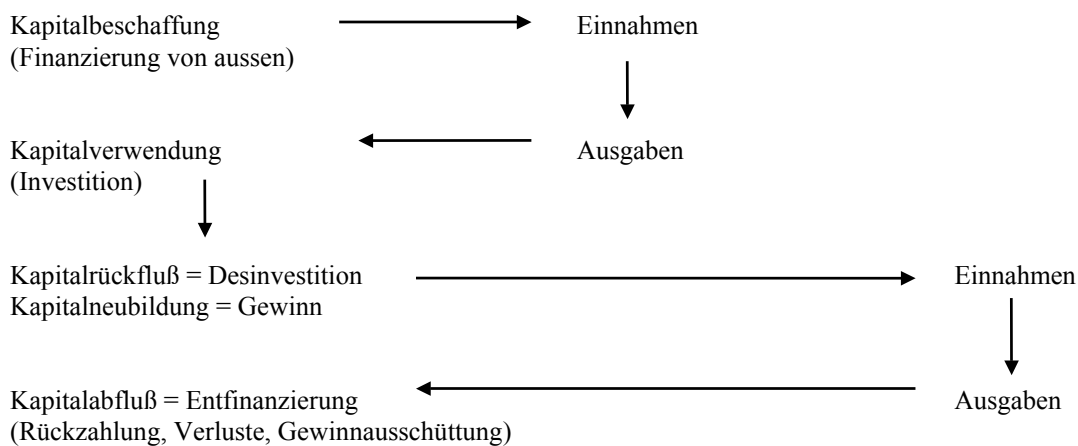 Kapitalbeschaffung Einnahmen
(Finanzierung von aussen)
Kapitalverwendung Ausgaben
(Investition)
Kapitalrückfluß = Desinvestition Einnahmen
Kapitalneubildung = Gewinn
Kapitalabfluß = Entfinanzierung Ausgaben
(Rückzahlung, Verluste, Gewinnausschüttung)